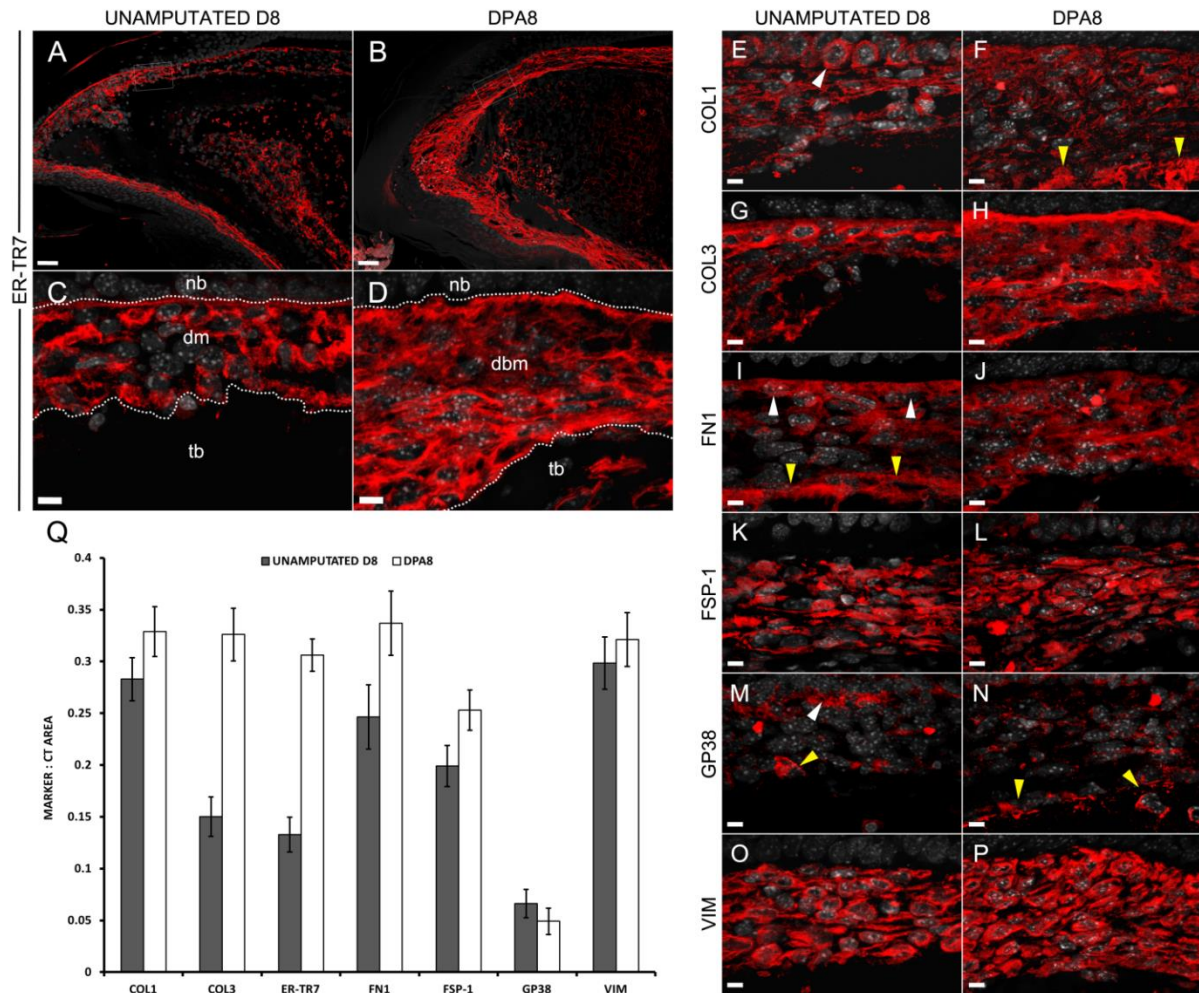 UNAMPUTATED D8 DPA8
ER-TR7
A B
C nb dm tb
D nb dbm tb
UNAMPUTATED D8 DPA8
COL1 E F
COL3 G H
FN1 I J
FSP-1 K L
GP38 M N
VIM O P
Q
UNAMPUTATED D8 DPA8
MARKER : CT AREA
0.4
0.35
0.3
0.25
0.2
0.15
0.1
0.05
0
COL1 COL3 ER-TR7 FN1 FSP-1 GP38 VIM